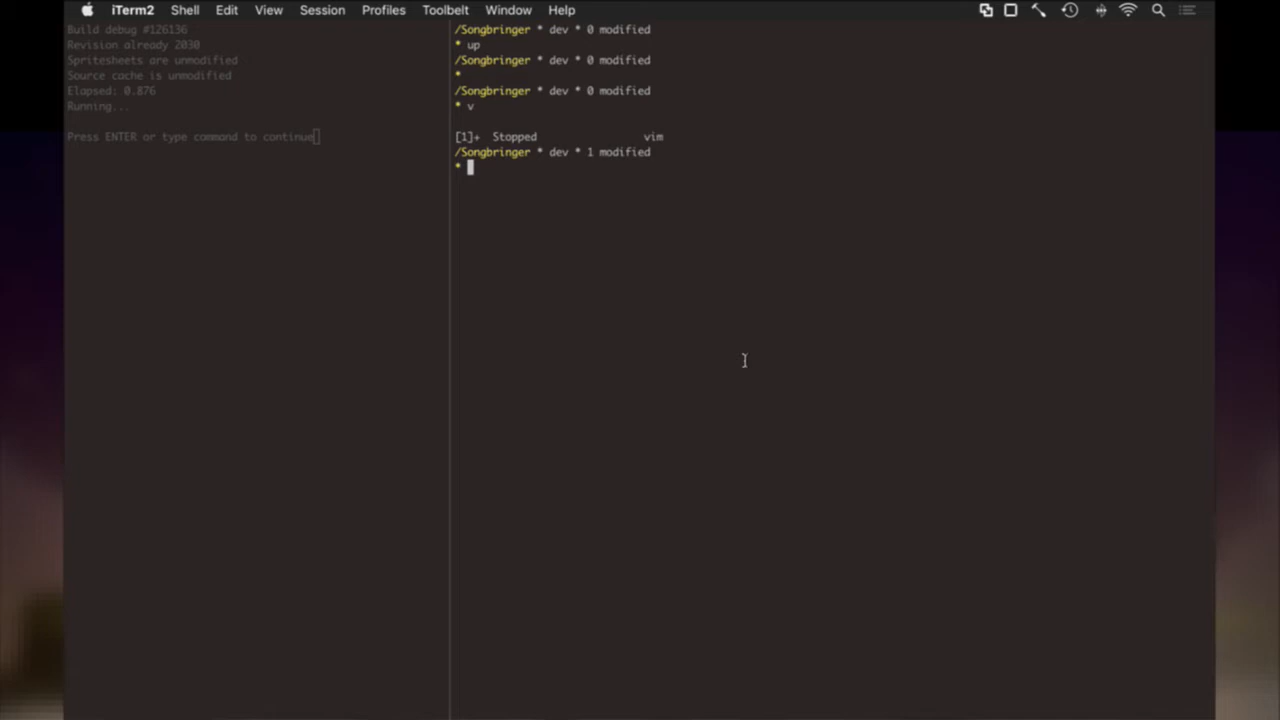 iTerm2 Shell Edit View Session Profiles Toolbelt Window Help
Build debug #126136
Revision already 2030
Spritesheets are unmodified
Source cache is unmodified
Elapsed: 0.876
Running...
Press ENTER or type command to continue
/Songbringer * dev * 0 modified
* up
/Songbringer * dev * 0 modified
*
/Songbringer * dev * 0 modified
* v
[1]+ Stopped vim
/Songbringer * dev * 1 modified
*